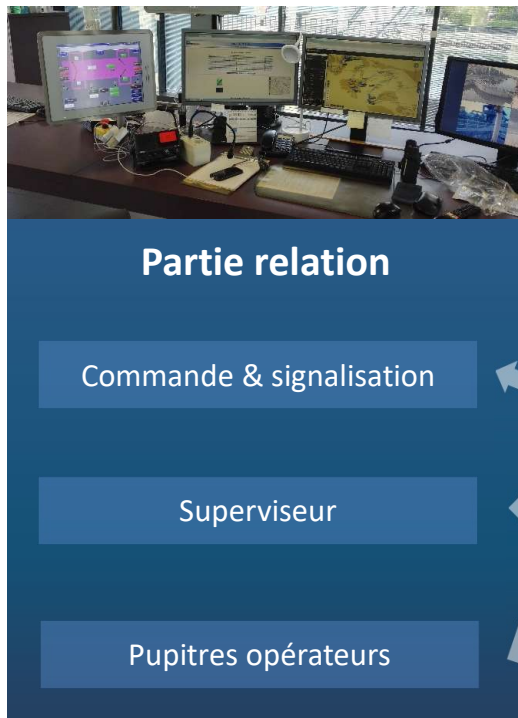 Partie relation
Commande & signalisation
Superviseur
Pupitres opérateurs